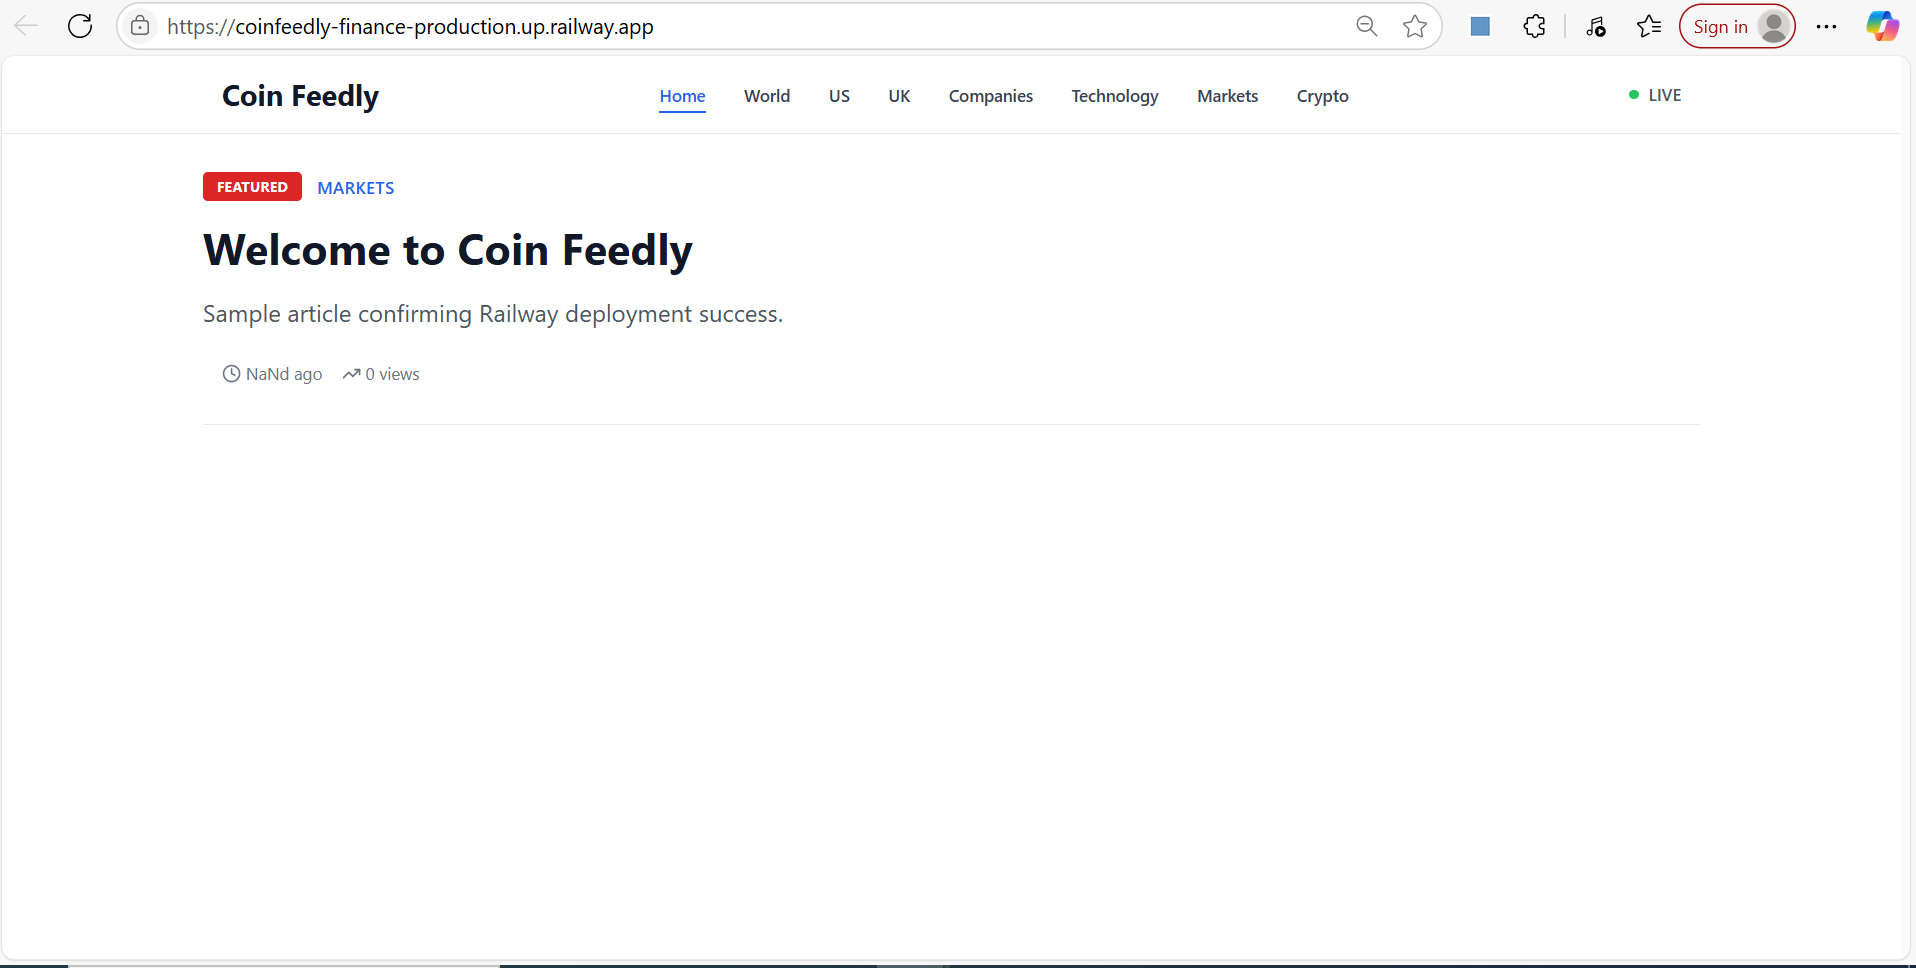 https://coinfeedly-finance-production.up.railway.app
Sign in
Coin Feedly
Home World US UK Companies Technology Markets Crypto
LIVE
FEATURED MARKETS
Welcome to Coin Feedly
Sample article confirming Railway deployment success.
NaNd ago 0 views